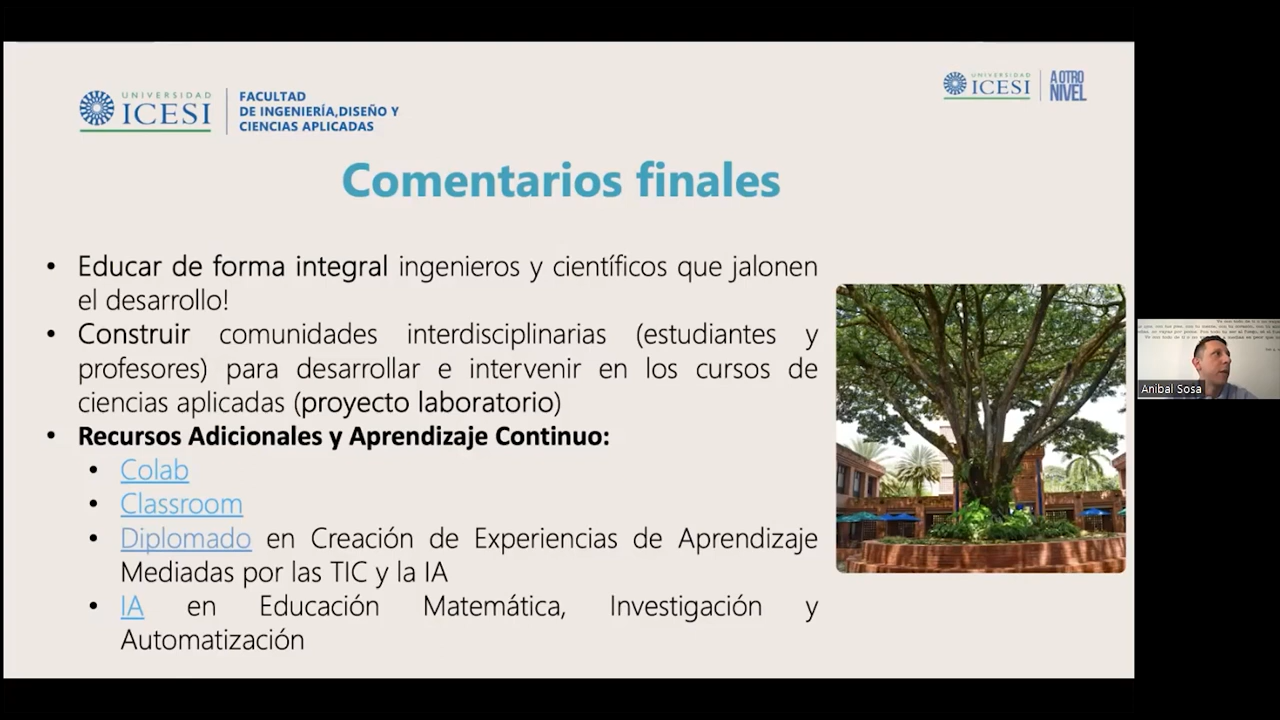 UNIVERSIDAD
ICESI
FACULTAD
DE INGENIERÍA,DISEÑO Y
CIENCIAS APLICADAS
UNIVERSIDAD
ICESI
A OTRO
NIVEL
Comentarios finales
• Educar de forma integral ingenieros y científicos que jalonen
el desarrollo!
• Construir comunidades interdisciplinarias (estudiantes y
profesores) para desarrollar e intervenir en los cursos de
ciencias aplicadas (proyecto laboratorio)
• Recursos Adicionales y Aprendizaje Continuo:
• Colab
• Classroom
• Diplomado en Creación de Experiencias de Aprendizaje
Mediadas por las TIC y la IA
• IA en Educación Matemática, Investigación y
Automatización
Anibal Sosa